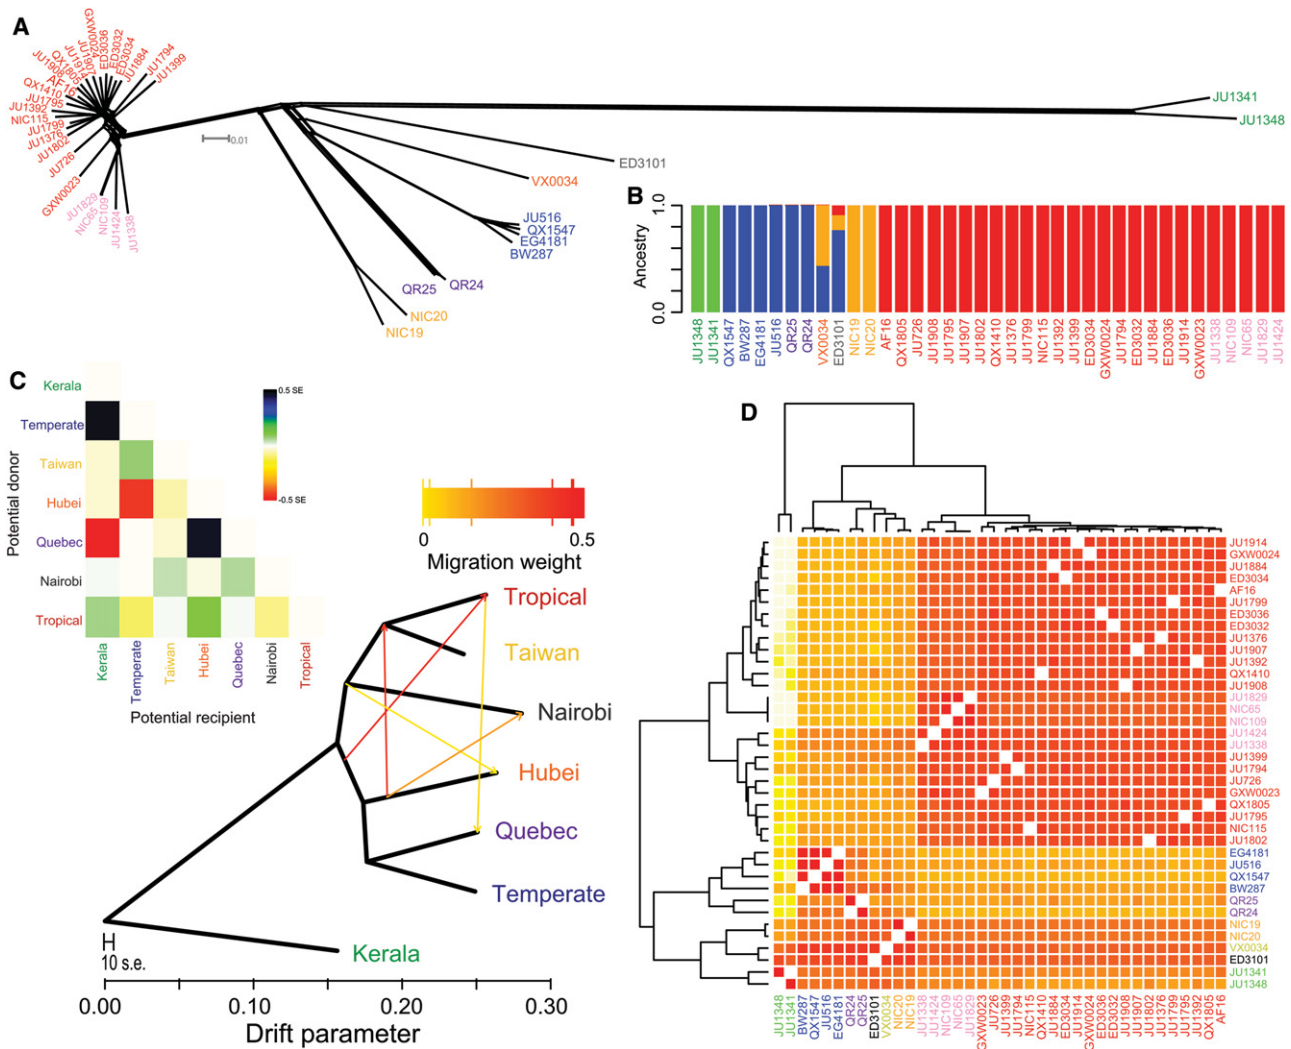 A
GXW0024
ED3036
ED3032
ED3034
JU1884
JU1794
JU1399
JU1907
JU1914
QX1805
JU1908
AF16
QX1410
JU1795
JU1392
NIC115
JU1799
JU1376
JU1802
JU726
GXW0023
JU1829
NIC65
NIC109
JU1424
JU1338
0.01
JU1341
JU1348
ED3101
VX0034
JU516
QX1547
EG4181
BW287
QR25
QR24
NIC20
NIC19
B
Ancestry
1.0
0.0
JU1348
JU1341
QX1547
BW287
EG4181
JU516
QR25
QR24
VX0034
ED3101
NIC19
NIC20
AF16
QX1805
JU726
JU1908
JU1795
JU1907
JU1802
QX1410
JU1376
JU1799
NIC115
JU1392
JU1399
ED3034
GXW0024
JU1794
ED3032
JU1884
ED3036
JU1914
GXW0023
JU1338
NIC109
NIC65
JU1829
JU1424
C
Potential donor
Kerala
Temperate
Taiwan
Hubei
Quebec
Nairobi
Tropical
0.5 SE
-0.5 SE
Kerala
Temperate
Taiwan
Hubei
Quebec
Nairobi
Tropical
Potential recipient
0
0.5
Migration weight
Tropical
Taiwan
Nairobi
Hubei
Quebec
Temperate
Kerala
10 s.e.
0.00
0.10
0.20
0.30
Drift parameter
D
JU1914
GXW0024
JU1884
ED3034
AF16
JU1799
ED3036
ED3032
JU1376
JU1907
JU1392
QX1410
JU1908
JU1829
NIC65
NIC109
JU1424
JU1338
JU1399
JU1794
JU726
GXW0023
QX1805
JU1795
NIC115
JU1802
EG4181
JU516
QX1547
BW287
QR25
QR24
NIC19
NIC20
VX0034
ED3101
JU1341
JU1348
JU1348
JU1341
BW287
QX1547
JU516
EG4181
QR24
QR25
ED3101
VX0034
NIC20
NIC19
JU1338
JU1424
NIC109
NIC65
JU1829
GXW0023
JU726
JU1399
JU1794
NIC115
QX1410
JU1884
ED3034
JU1914
GXW0024
ED3036
ED3032
JU1908
JU1907
JU1802
JU1376
JU1799
JU1795
JU1392
QX1805
AF16